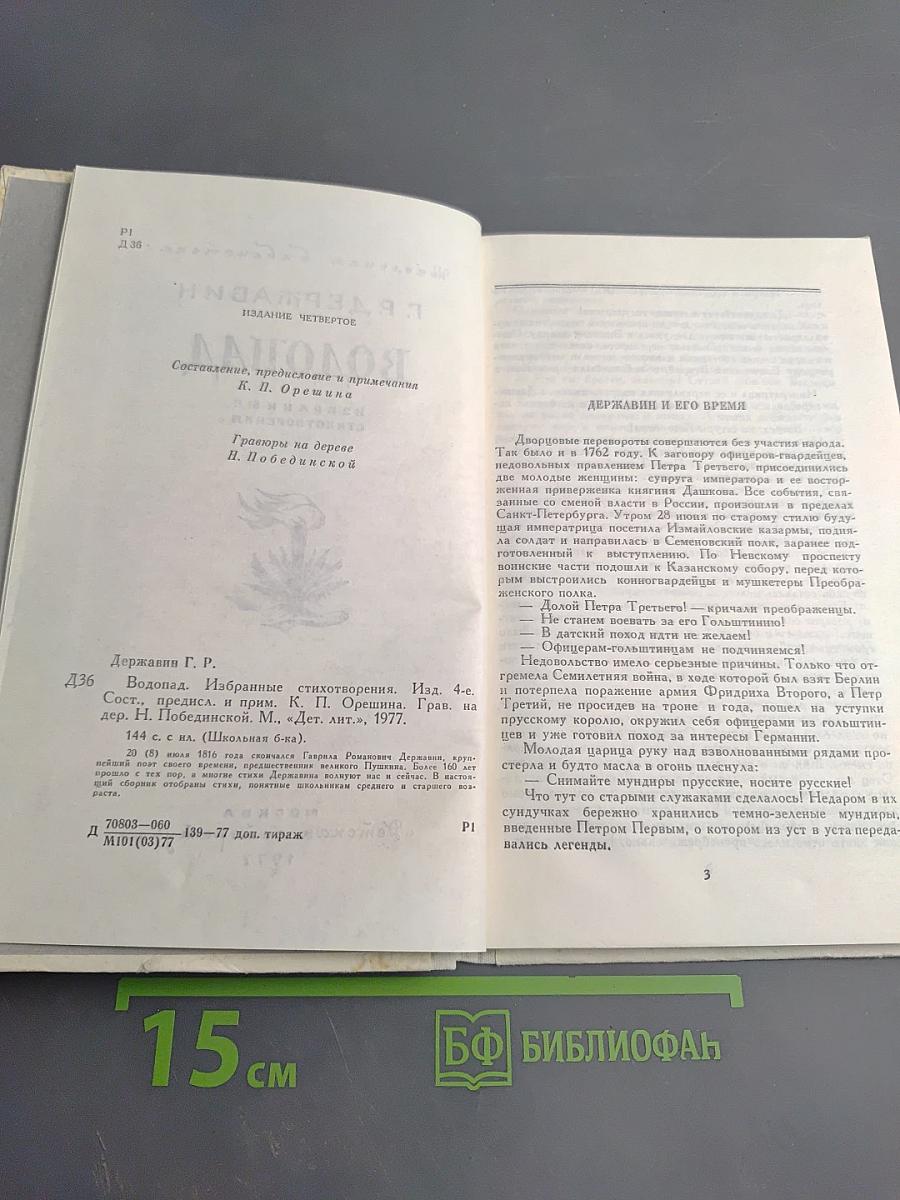 Р1
Д 36
ИЗДАНИЕ ЧЕТВЕРТОЕ
Составление, предисловие и примечания
К. П. Орешина
Гравюры на дереве
Н. Побединской
Державин Г. Р.
Д36 Водопад. Избранные стихотворения. Изд. 4-е.
Сост., предисл. и прим. К. П. Орешина. Грав. на
дер. Н. Побединской. М., «Дет. лит.», 1977.
144 с. с ил. (Школьная б-ка).
20 (8) июля 1816 года скончался Гаврила Романович Державин, круп-
нейший поэт своего времени, предшественник великого Пушкина. Более 160 лет
прошло с тех пор, а многие стихи Державина волнуют нас и сейчас. В настоя-
щий сборник отобраны стихи, понятные школьникам среднего и старшего воз-
раста.
Д 70803—060
М101(03)77 —139—77 доп. тираж Р1
ДЕРЖАВИН И ЕГО ВРЕМЯ
Дворцовые перевороты совершаются без участия народа.
Так было и в 1762 году. К заговору офицеров-гвардейцев,
недовольных правлением Петра Третьего, присоединились
две молодые женщины: супруга императора и ее востор-
женная приверженка княгиня Дашкова. Все события, свя-
занные со сменой власти в России, произошли в пределах
Санкт-Петербурга. Утром 28 июня по старому стилю буду-
щая императрица посетила Измайловские казармы, подня-
ла солдат и направилась в Семеновский полк, заранее под-
готовленный к выступлению. По Невскому проспекту
воинские части подошли к Казанскому собору, перед кото-
рым выстроились конногвардейцы и мушкетеры Преобра-
женского полка.
— Долой Петра Третьего! — кричали преображенцы.
— Не станем воевать за его Гольштинию!
— В датский поход идти не желаем!
— Офицерам-гольштинцам не подчиняемся!
Недовольство имело серьезные причины. Только что от-
гремела Семилетняя война, в ходе которой был взят Берлин
и потерпела поражение армия Фридриха Второго, а Петр
Третий, не просидев на троне и года, пошел на уступки
прусскому королю, окружил себя офицерами из гольштин-
цев и уже готовил поход за интересы Германии.
Молодая царица руку над взволнованными рядами про-
стерла и будто масла в огонь плеснула:
— Снимайте мундиры прусские, носите русские!
Что тут со старыми служаками сделалось! Недаром в их
сундучках бережно хранились темно-зеленые мундиры,
введенные Петром Первым, о котором из уст в уста переда-
вались легенды.
3
15 см
БФ БИБЛИОФАН